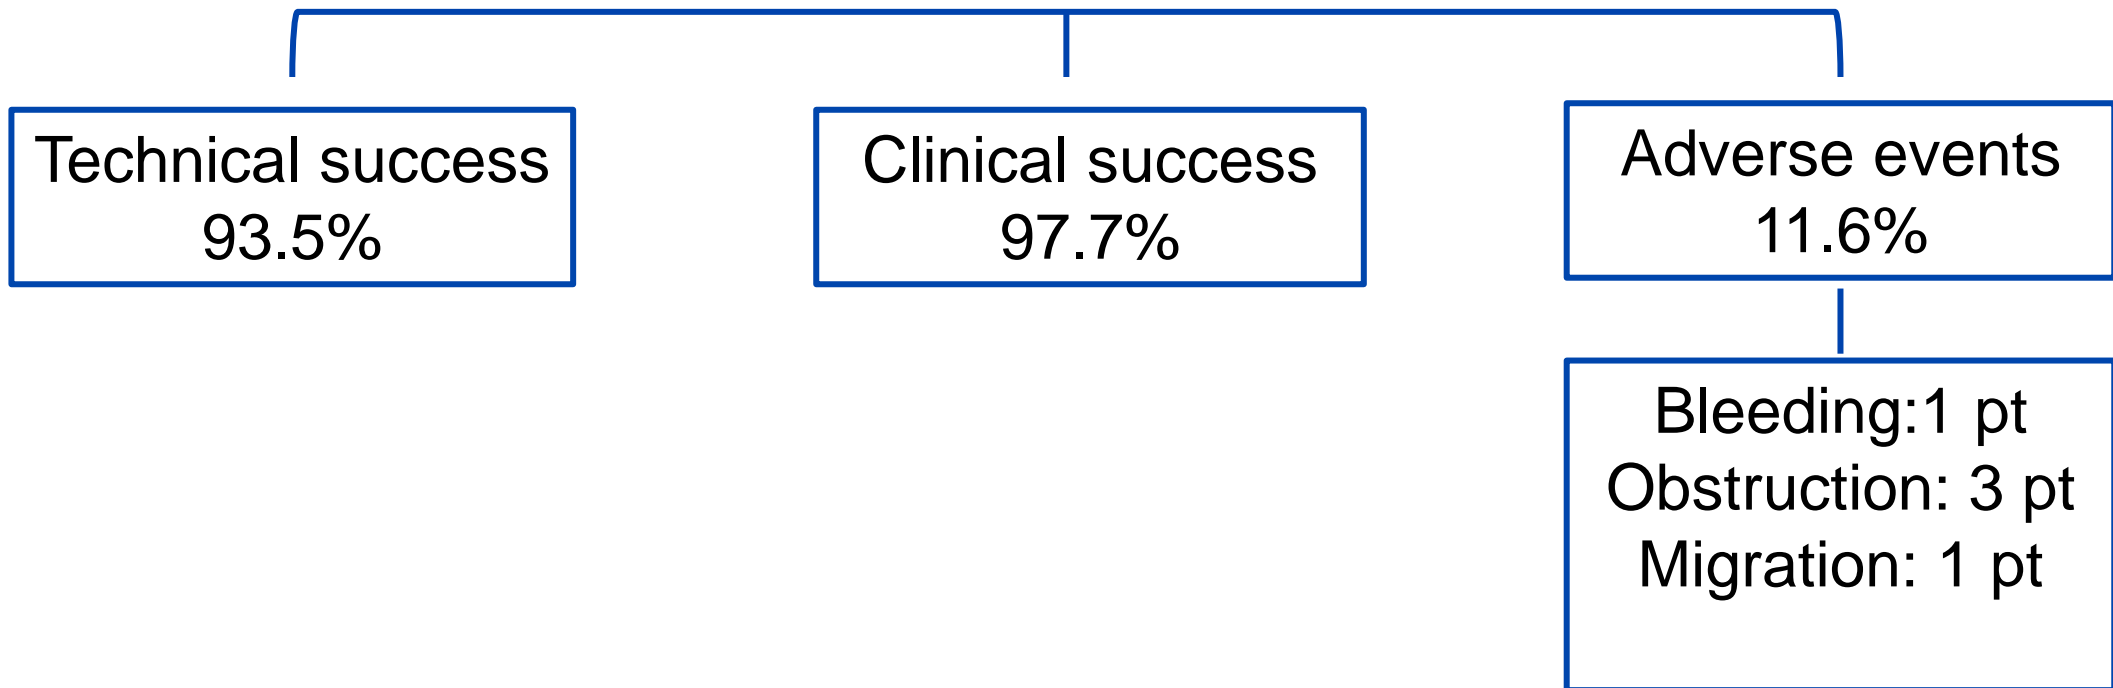 Technical success
93.5%
Clinical success
97.7%
Adverse events
11.6%
Bleeding:1 pt
Obstruction: 3 pt
Migration: 1 pt